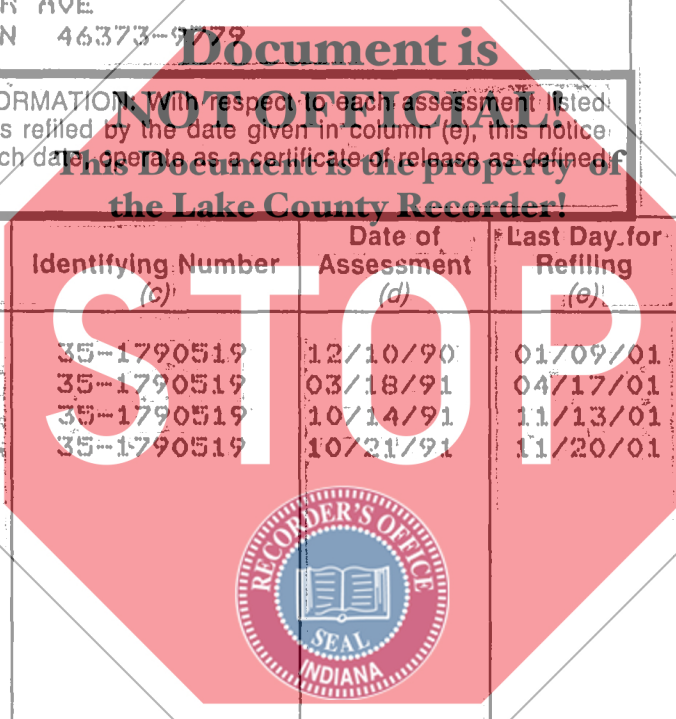 R AVE
N 46373-9779
Document is
NOT OFFICIAL!
This Document is the property of
the Lake County Recorder!
ORMATION: With respect to each assessment listed
s refiled by the date given in column (e), this notice
ch date, operate as a certificate of release as defined
Identifying Number
(c)
Date of
Assessment
(d)
Last Day for
Refiling
(e)
35-1790519 12/10/90 01/09/01
35-1790519 03/18/91 04/17/01
35-1790519 10/14/91 11/13/01
35-1790519 10/21/91 11/20/01
STOP
RECORDER'S OFFICE
SEAL
INDIANA